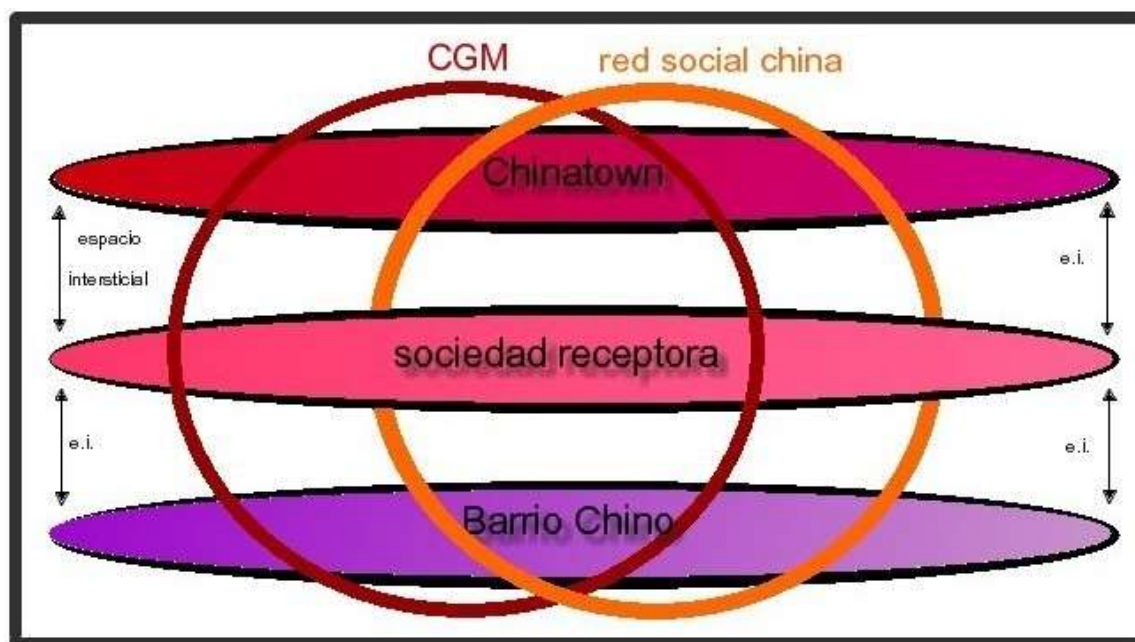 CGM
red social china
Chinatown
espacio
intersticial
e.i.
sociedad receptora
e.i.
e.i.
Barrio Chino